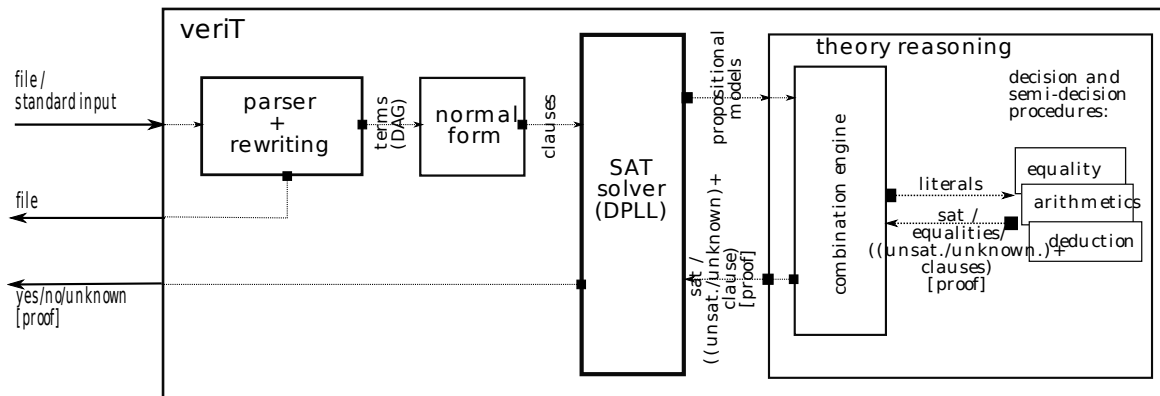 veriT
theory reasoning
file /
standard input
parser
+
rewriting
terms
(DAG)
normal
form
clauses
SAT
solver
(DPLL)
propositional
models
combination engine
decision and
semi-decision
procedures:
literals
equality
arithmetics
deduction
sat /
equalities/
((unsat./unknown.)+
clauses)
[proof]
sat /
((unsat./unknown)+
clause)
[proof]
file
yes/no/unknown
[proof]